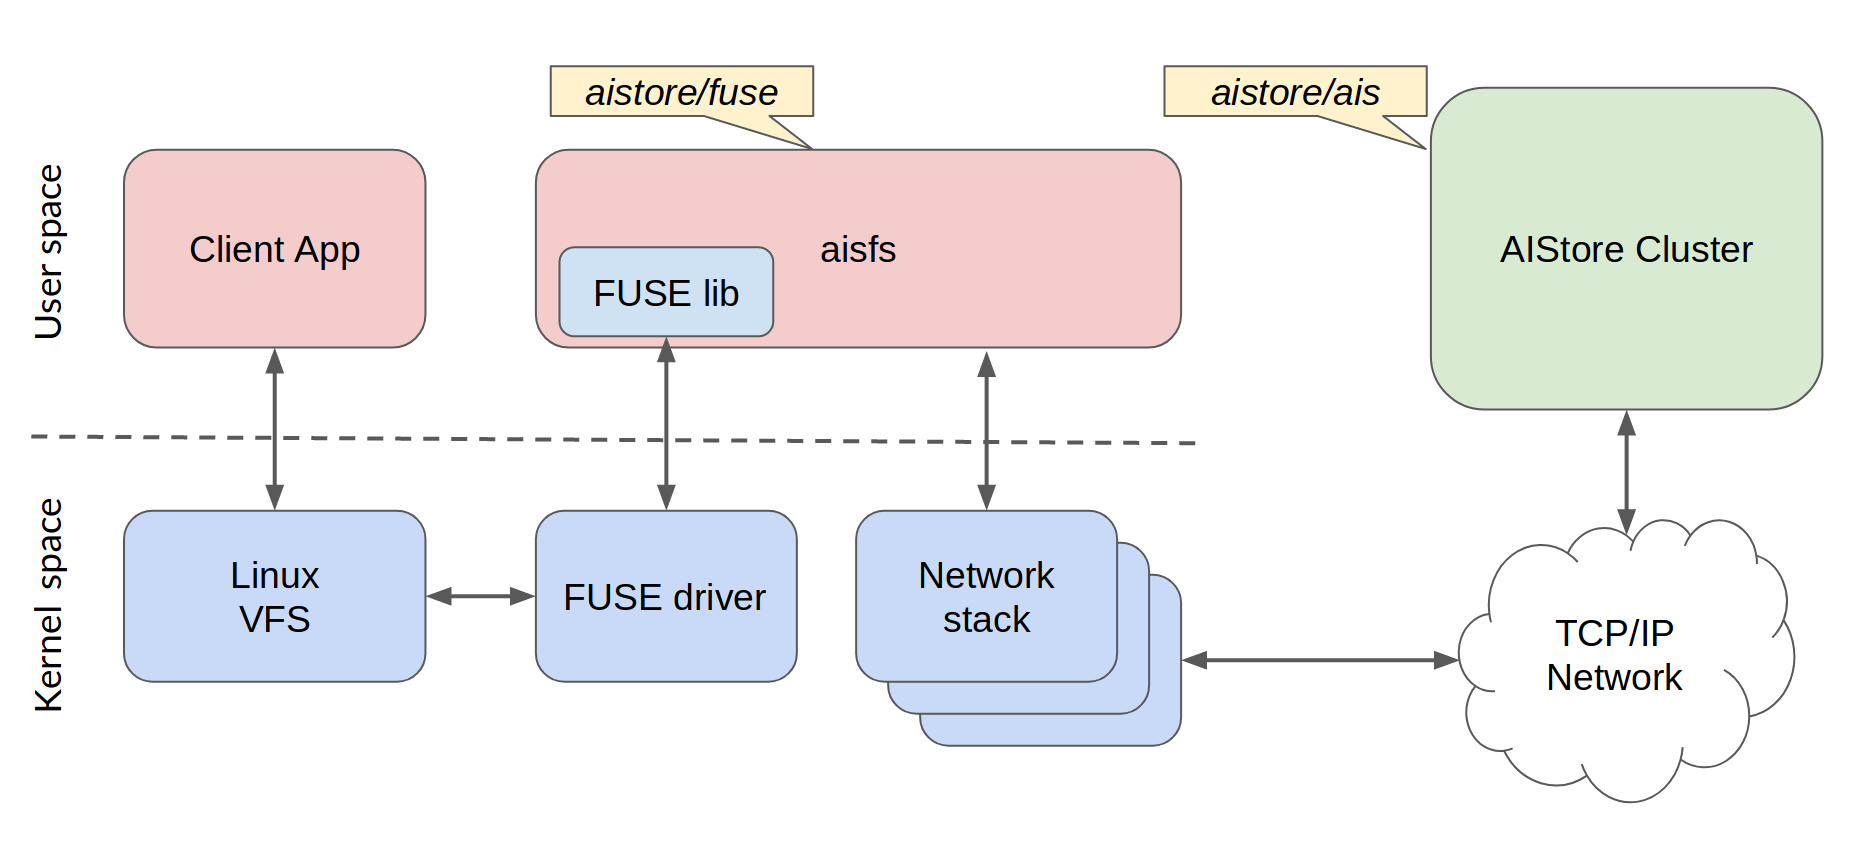 aistore/fuse
aistore/ais
User space
Client App
aisfs
FUSE lib
AIStore Cluster
Kernel space
Linux
VFS
FUSE driver
Network
stack
TCP/IP
Network